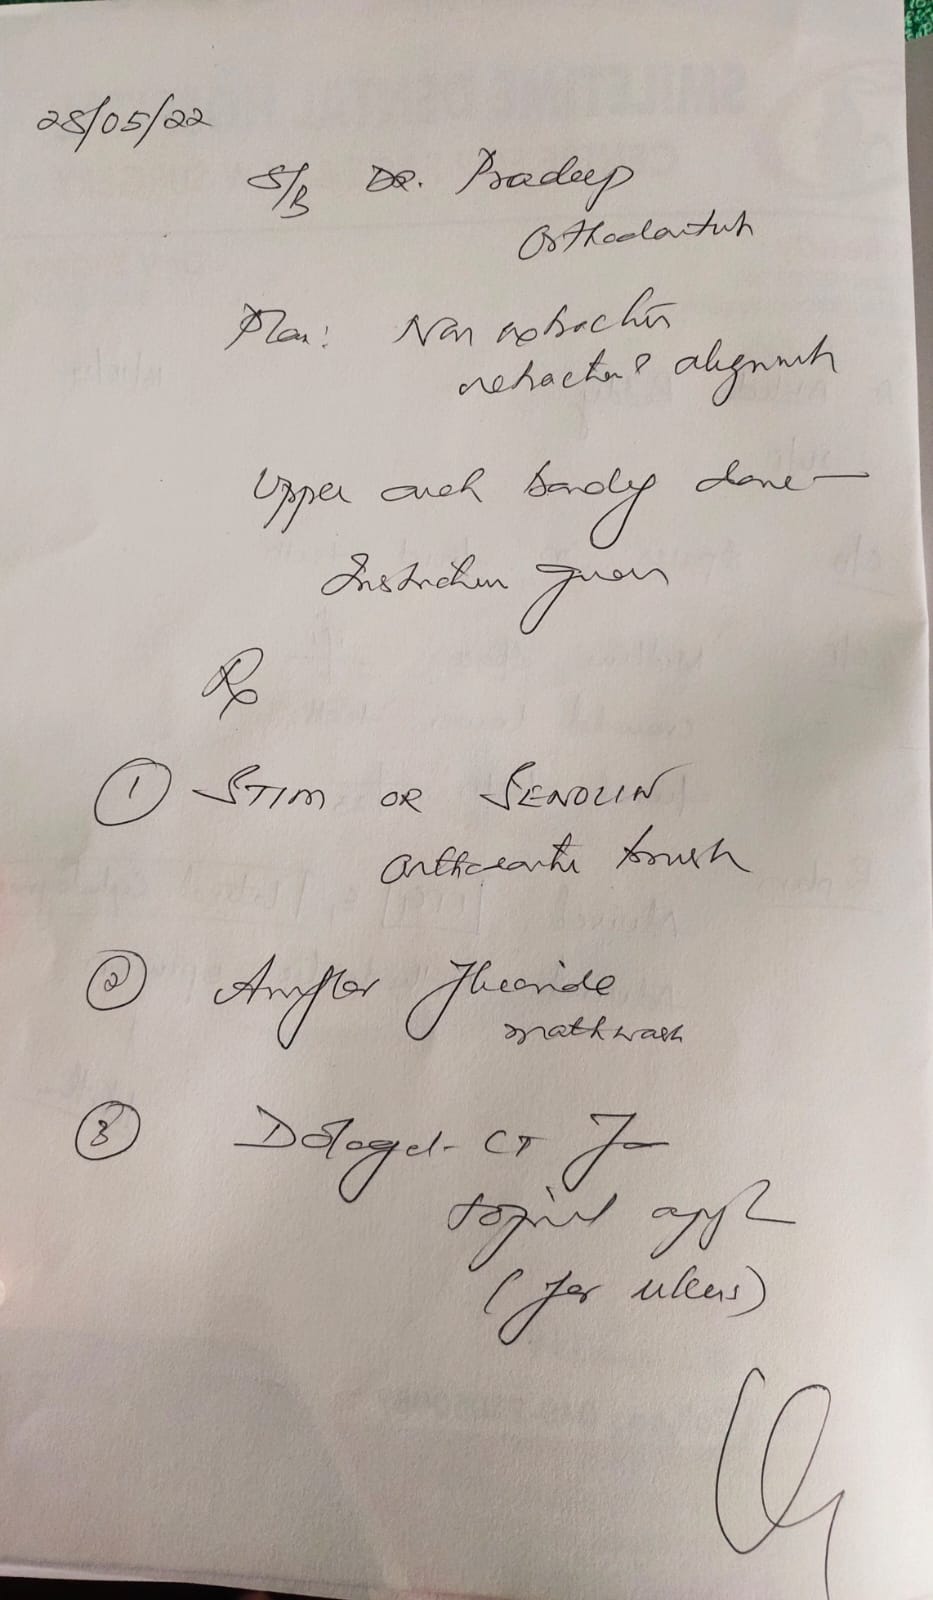 28/05/22
S/B DR. Pradeep
Orthodontist
Plan: Non extraction
retraction & alignment
Upper arch bonding done
Instruction given
Rx
① STIM OR SENOLIN
orthodontic brush
② Amflor Fluoride
mouthwash
③ Dologel-CT for
topical appl
(for ulcers)